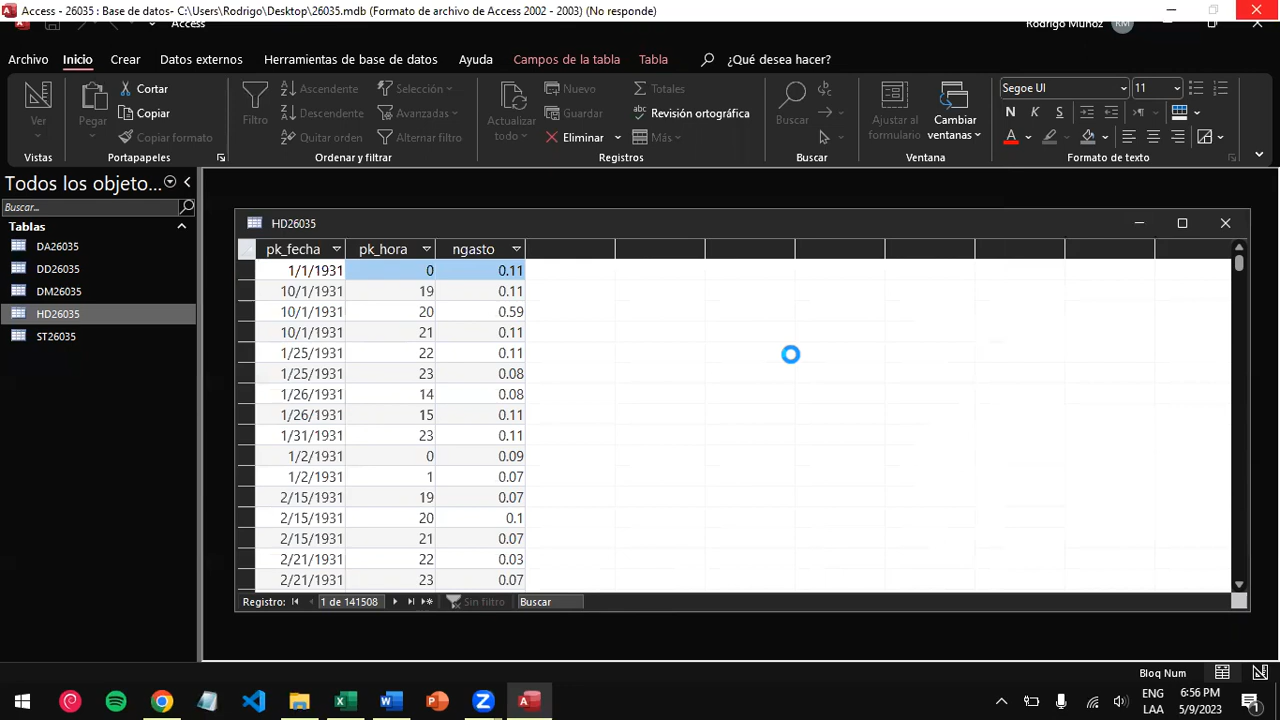 Access - 26035 : Base de datos- C:\Users\Rodrigo\Desktop\26035.mdb (Formato de archivo de Access 2002 - 2003) (No responde)
Access
Rodrigo Muñoz
RM
Archivo Inicio Crear Datos externos Herramientas de base de datos Ayuda Campos de la tabla Tabla ¿Qué desea hacer?
Ver
Vistas
Pegar
Cortar
Copiar
Copiar formato
Portapapeles
Filtro
Ascendente
Descendente
Quitar orden
Selección
Avanzadas
Alternar filtro
Ordenar y filtrar
Actualizar todo
Nuevo
Guardar
Eliminar
Totales
Revisión ortográfica
Más
Registros
Buscar
Buscar
Ajustar al formulario
Cambiar ventanas
Ventana
Segoe UI 11
N K S
A
Formato de texto
Todos los objeto...
Buscar...
Tablas
DA26035
DD26035
DM26035
HD26035
ST26035
HD26035
pk_fecha pk_hora ngasto
1/1/1931 0 0.11
10/1/1931 19 0.11
10/1/1931 20 0.59
10/1/1931 21 0.11
1/25/1931 22 0.11
1/25/1931 23 0.08
1/26/1931 14 0.08
1/26/1931 15 0.11
1/31/1931 23 0.11
1/2/1931 0 0.09
1/2/1931 1 0.07
2/15/1931 19 0.07
2/15/1931 20 0.1
2/15/1931 21 0.07
2/21/1931 22 0.03
2/21/1931 23 0.07
Registro: 1 de 141508 Sin filtro Buscar
Bloq Num
ENG
LAA
6:56 PM
5/9/2023
1